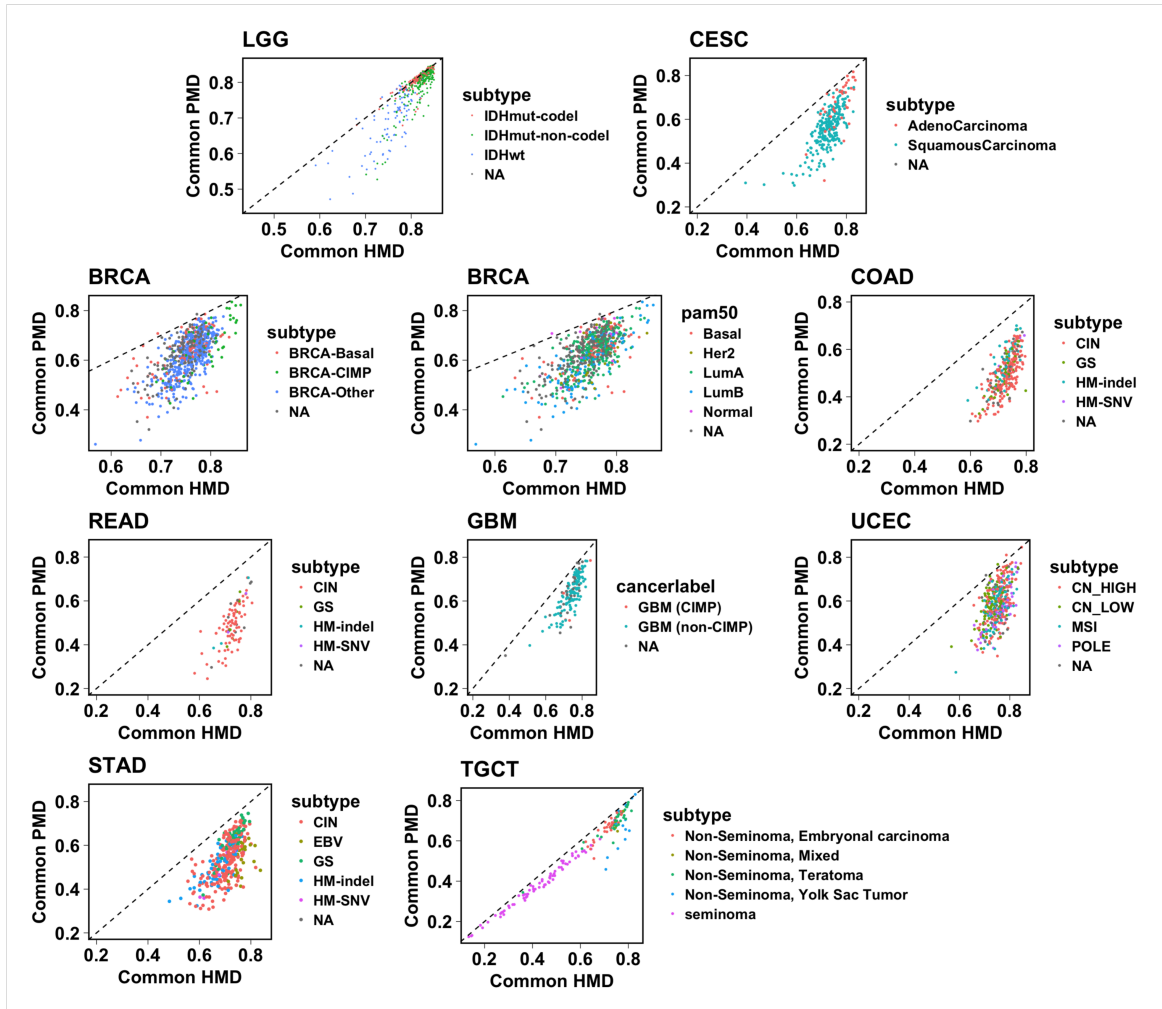 LGG
Common PMD
0.8
0.7
0.6
0.5
0.5 0.6 0.7 0.8
Common HMD
subtype
IDHmut-codel
IDHmut-non-codel
IDHwt
NA
CESC
Common PMD
0.8
0.6
0.4
0.2
0.2 0.4 0.6 0.8
Common HMD
subtype
AdenoCarcinoma
SquamousCarcinoma
NA
BRCA
Common PMD
0.8
0.6
0.4
0.6 0.7 0.8
Common HMD
subtype
BRCA-Basal
BRCA-CIMP
BRCA-Other
NA
BRCA
Common PMD
0.8
0.6
0.4
0.6 0.7 0.8
Common HMD
pam50
Basal
Her2
LumA
LumB
Normal
NA
COAD
Common PMD
0.8
0.6
0.4
0.2
0.2 0.4 0.6 0.8
Common HMD
subtype
CIN
GS
HM-indel
HM-SNV
NA
READ
Common PMD
0.8
0.6
0.4
0.2
0.2 0.4 0.6 0.8
Common HMD
subtype
CIN
GS
HM-indel
HM-SNV
NA
GBM
Common PMD
0.8
0.6
0.4
0.2
0.2 0.4 0.6 0.8
Common HMD
cancerlabel
GBM (CIMP)
GBM (non-CIMP)
NA
UCEC
Common PMD
0.8
0.6
0.4
0.2
0.2 0.4 0.6 0.8
Common HMD
subtype
CN_HIGH
CN_LOW
MSI
POLE
NA
STAD
Common PMD
0.8
0.6
0.4
0.2
0.2 0.4 0.6 0.8
Common HMD
subtype
CIN
EBV
GS
HM-indel
HM-SNV
NA
TGCT
Common PMD
0.8
0.6
0.4
0.2
0.2 0.4 0.6 0.8
Common HMD
subtype
Non-Seminoma, Embryonal carcinoma
Non-Seminoma, Mixed
Non-Seminoma, Teratoma
Non-Seminoma, Yolk Sac Tumor
seminoma